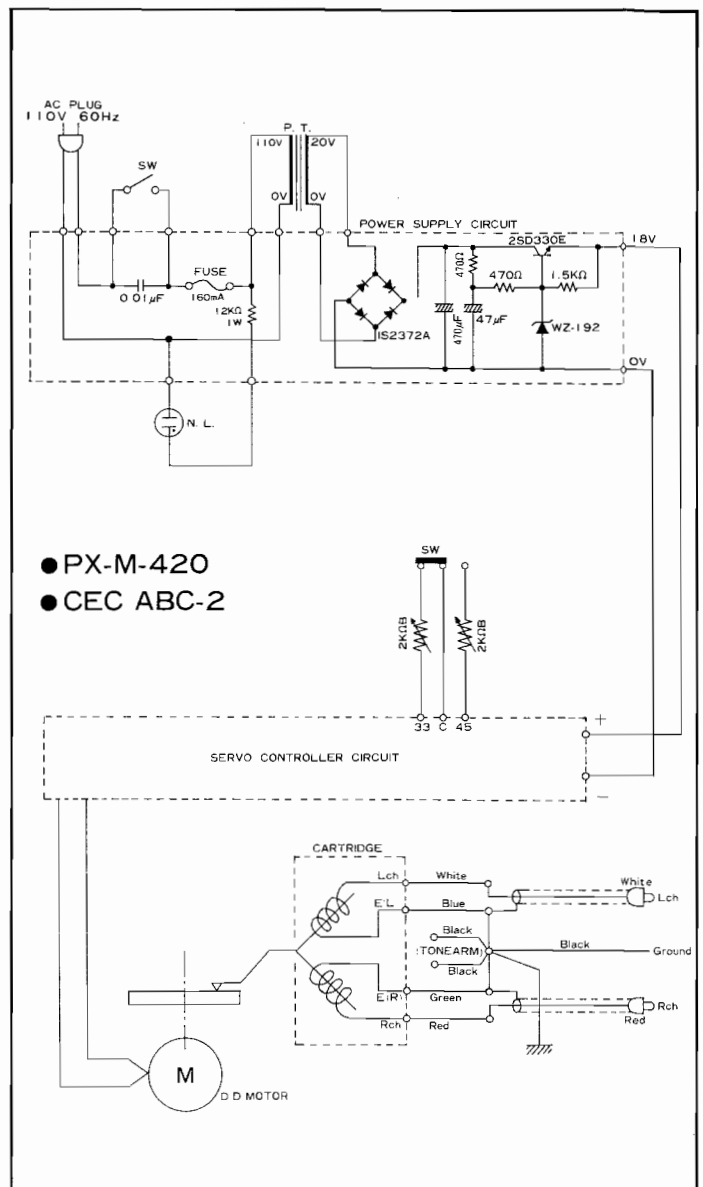 AC PLUG
110V 60Hz
SW
P. T.
110V
20V
0V
0V
POWER SUPPLY CIRCUIT
2SD330E
18V
0.01µF
FUSE
160mA
12KΩ
1W
1S2372A
470Ω
470Ω
1.5KΩ
470µF
47µF
WZ-192
0V
N. L.
● PX-M-420
● CEC ABC-2
SW
2KΩB
2KΩB
33 C 45
+
SERVO CONTROLLER CIRCUIT
−
CARTRIDGE
Lch
White
White
Lch
E(L
Blue
Black
(TONEARM)
Black
Ground
Black
E(R)
Green
Rch
Rch
Red
Red
M
D D MOTOR